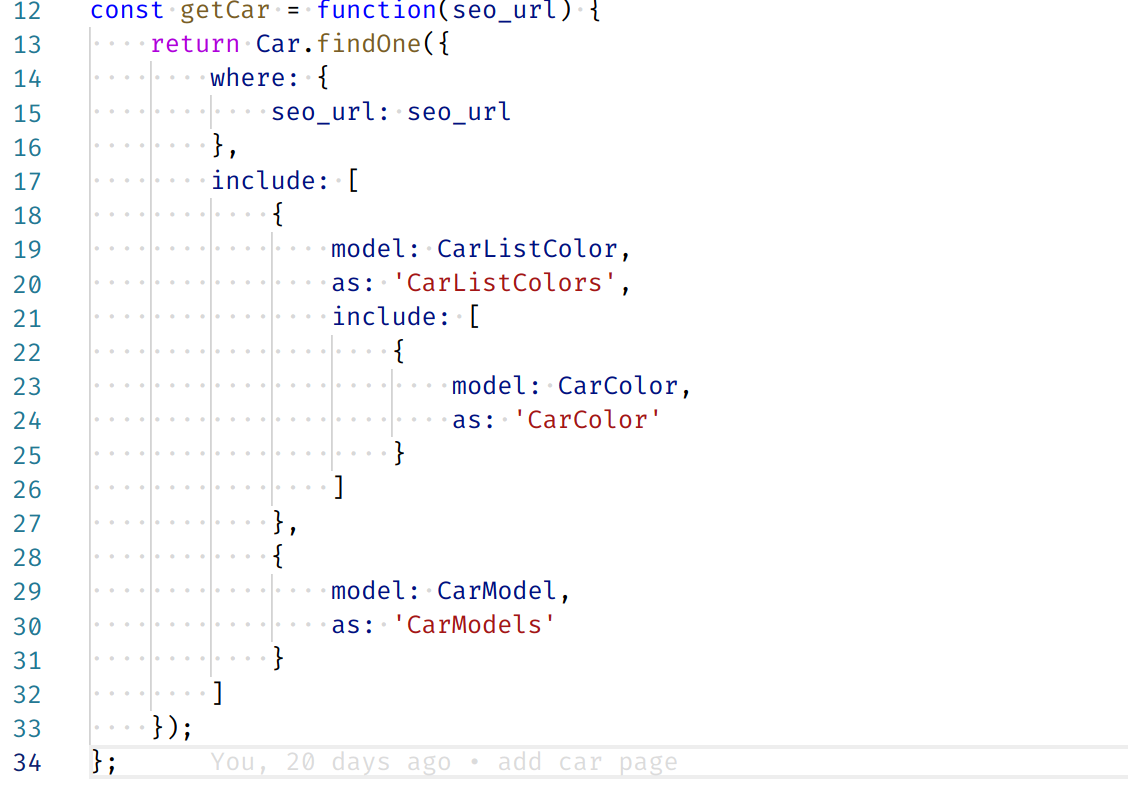 12 const getCar = function(seo_url) {
13     return Car.findOne({
14         where: {
15             seo_url: seo_url
16         },
17         include: [
18             {
19                 model: CarListColor,
20                 as: 'CarListColors',
21                 include: [
22                     {
23                         model: CarColor,
24                         as: 'CarColor'
25                     }
26                 ]
27             },
28             {
29                 model: CarModel,
30                 as: 'CarModels'
31             }
32         ]
33     });
34 };      You, 20 days ago • add car page